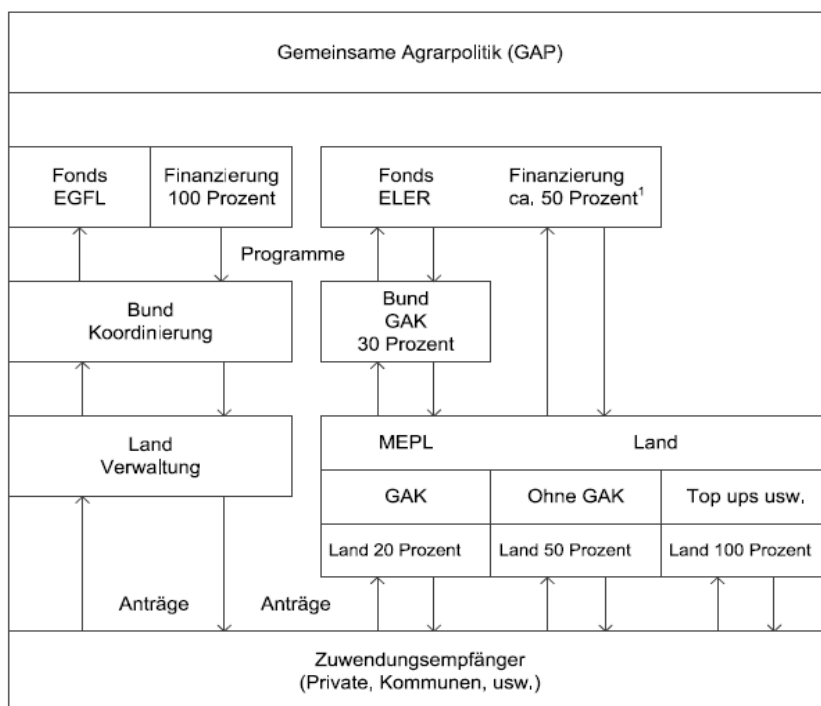 Gemeinsame Agrarpolitik (GAP)
Fonds
EGFL
Finanzierung
100 Prozent
Fonds
ELER
Finanzierung
ca. 50 Prozent¹
Programme
Bund
Koordinierung
Bund
GAK
30 Prozent
Land
Verwaltung
MEPL
Land
GAK
Ohne GAK
Top ups usw.
Land 20 Prozent
Land 50 Prozent
Land 100 Prozent
Anträge
Anträge
Zuwendungsempfänger
(Private, Kommunen, usw.)